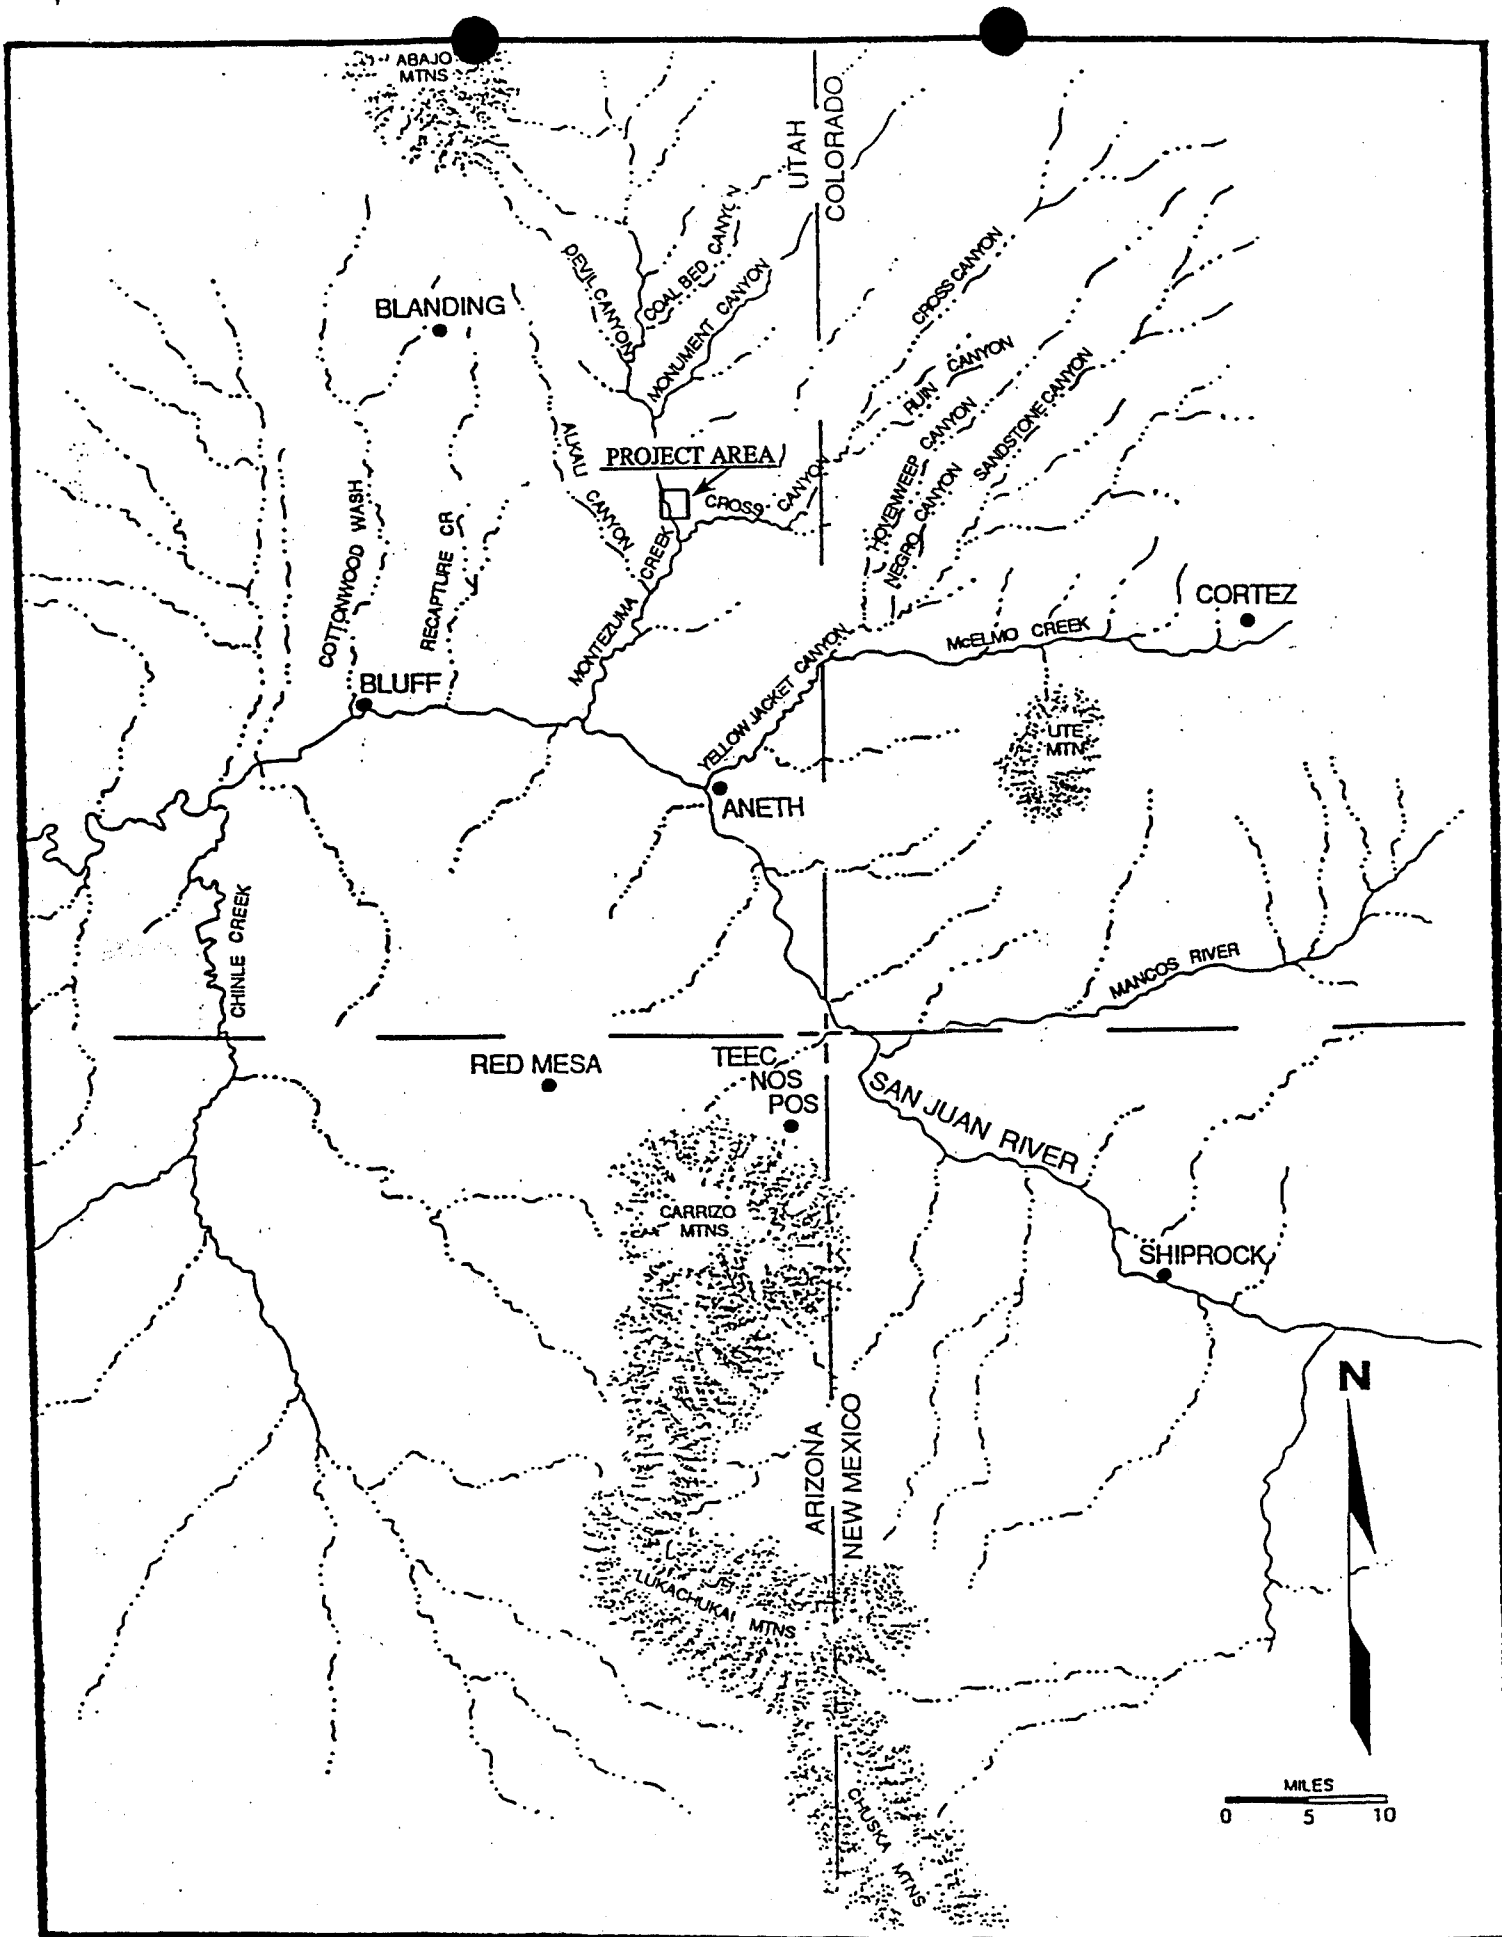 ABAJO
MTNS
UTAH
COLORADO
DEVIL CANYON
COAL BED CANYON
MONUMENT CANYON
CROSS CANYON
BLANDING
RUIN CANYON
HOVENWEEP CANYON
SANDSTONE CANYON
NEGRO CANYON
ALKALI CANYON
PROJECT AREA
CROSS CANYON
COTTONWOOD WASH
RECAPTURE CR
MONTEZUMA CREEK
CORTEZ
McELMO CREEK
BLUFF
YELLOW JACKET CANYON
UTE
MTN
ANETH
CHINLE CREEK
MANCOS RIVER
RED MESA
TEEC
NOS
POS
SAN JUAN RIVER
CARRIZO
MTNS
SHIPROCK
N
ARIZONA
NEW MEXICO
LUKACHUKAI MTNS
CHUSKA MTNS
MILES
0 5 10